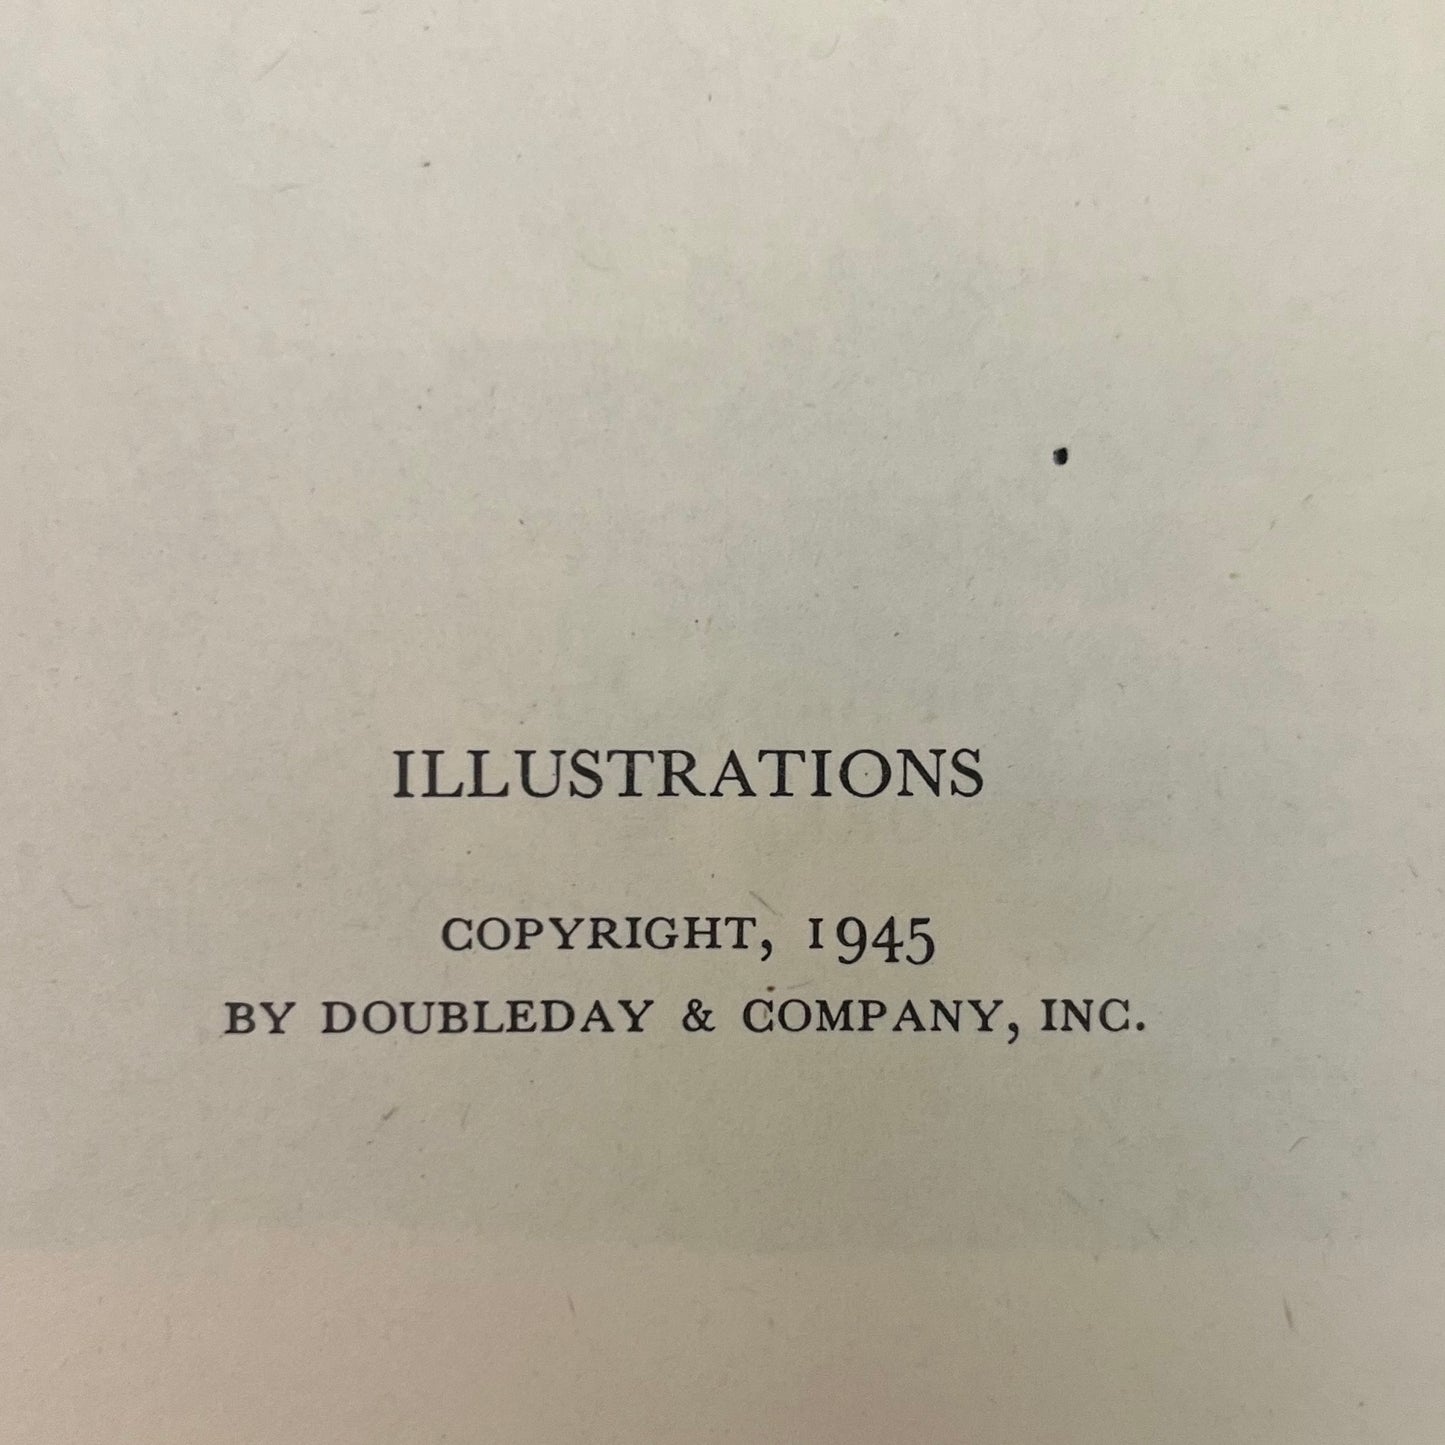 ILLUSTRATIONS
COPYRIGHT, 1945
BY DOUBLEDAY & COMPANY, INC.